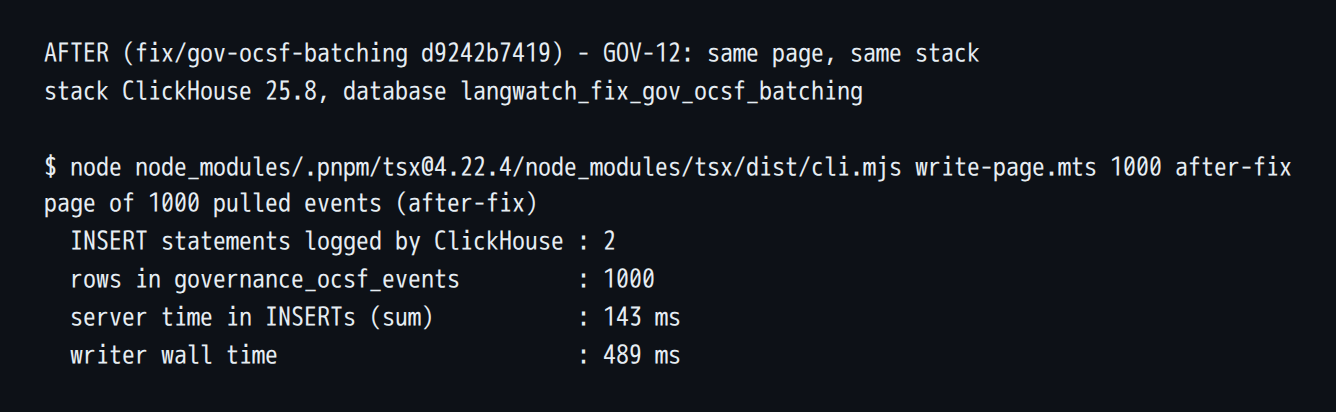 AFTER (fix/gov-ocsf-batching d9242b7419) - GOV-12: same page, same stack
stack ClickHouse 25.8, database langwatch_fix_gov_ocsf_batching
$ node node_modules/.pnpm/tsx@4.22.4/node_modules/tsx/dist/cli.mjs write-page.mts 1000 after-fix
page of 1000 pulled events (after-fix)
  INSERT statements logged by ClickHouse : 2
  rows in governance_ocsf_events         : 1000
  server time in INSERTs (sum)           : 143 ms
  writer wall time                       : 489 ms